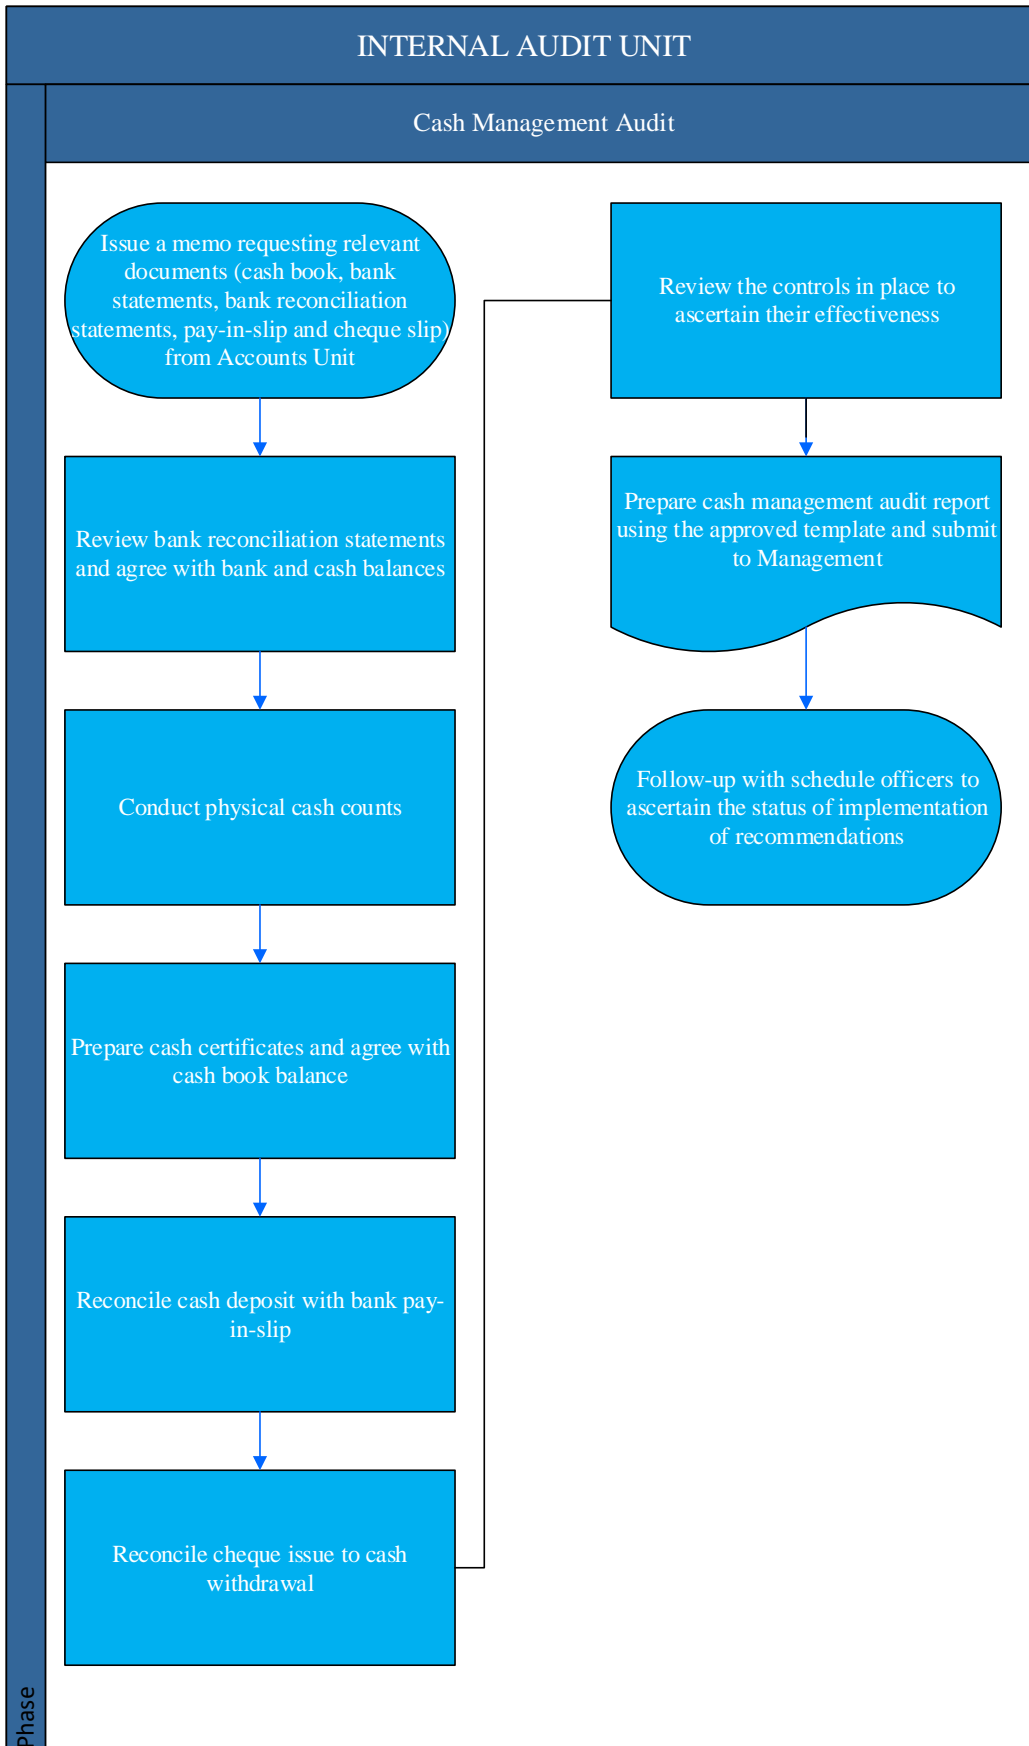 INTERNAL AUDIT UNIT
Cash Management Audit
Issue a memo requesting relevant
documents (cash book, bank
statements, bank reconciliation
statements, pay-in-slip and cheque slip)
from Accounts Unit
Review bank reconciliation statements
and agree with bank and cash balances
Conduct physical cash counts
Prepare cash certificates and agree with
cash book balance
Reconcile cash deposit with bank pay-
in-slip
Reconcile cheque issue to cash
withdrawal
Review the controls in place to
ascertain their effectiveness
Prepare cash management audit report
using the approved template and submit
to Management
Follow-up with schedule officers to
ascertain the status of implementation
of recommendations
Phase